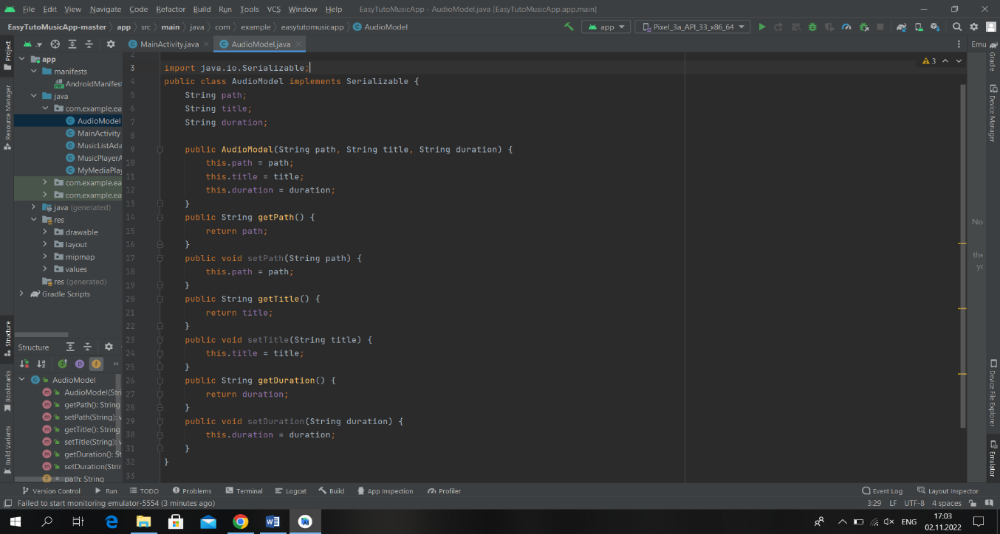 File Edit View Navigate Code Refactor Build Run Tools VCS Window Help EasyTutoMusicApp - AudioModel.java [EasyTutoMusicApp.app.main]
EasyTutoMusicApp-master app src main java com example easytutomusicapp AudioModel app Pixel_3a_API_33_x86_64
Project
Resource Manager
Structure
Bookmarks
Build Variants
app
manifests
AndroidManifes
java
com.example.ea
AudioModel
MainActivity
MusicListAda
MusicPlayerA
MyMediaPlay
com.example.ea
com.example.ea
java (generated)
res
drawable
layout
mipmap
values
res (generated)
Gradle Scripts
Structure
AudioModel
AudioModel(Stri
getPath(): String
setPath(String): v
getTitle(): String
setTitle(String): v
getDuration(): St
setDuration(Strin
path: String
MainActivity.java AudioModel.java
3
2
3 import java.io.Serializable;
4 public class AudioModel implements Serializable {
5 String path;
6 String title;
7 String duration;
8
9 public AudioModel(String path, String title, String duration) {
10 this.path = path;
11 this.title = title;
12 this.duration = duration;
13 }
14 public String getPath() {
15 return path;
16 }
17 public void setPath(String path) {
18 this.path = path;
19 }
20 public String getTitle() {
21 return title;
22 }
23 public void setTitle(String title) {
24 this.title = title;
25 }
26 public String getDuration() {
27 return duration;
28 }
29 public void setDuration(String duration) {
30 this.duration = duration;
31 }
32 }
33
Emu
No
the
yc
Gradle
Device Manager
Device File Explorer
Emulator
Version Control Run TODO Problems Terminal Logcat Build App Inspection Profiler Event Log Layout Inspector
Failed to start monitoring emulator-5554 (3 minutes ago) 3:29 LF UTF-8 4 spaces
ENG 17:03
02.11.2022